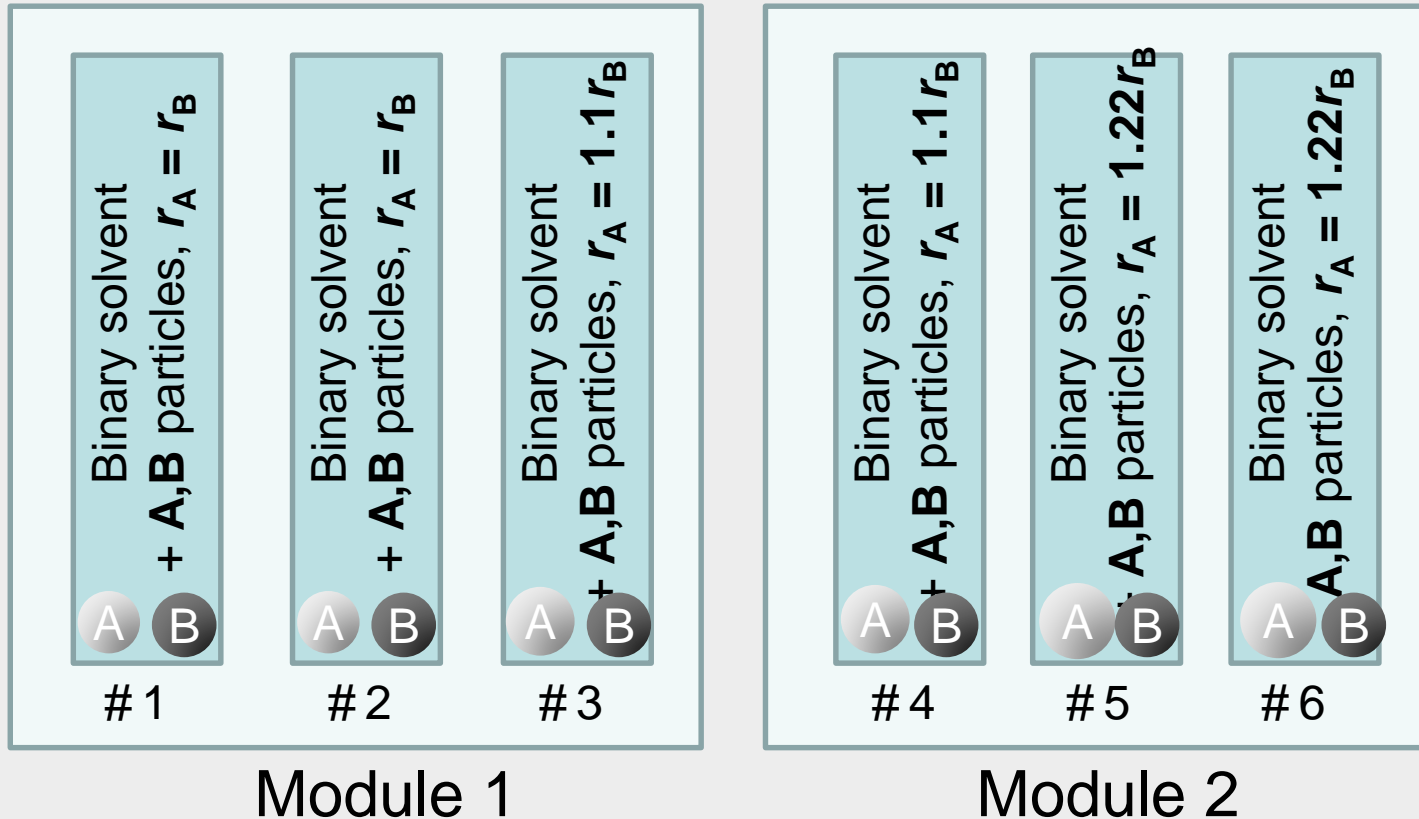 Binary solvent
+ A,B particles, rA = rB
A B
#1
Binary solvent
+ A,B particles, rA = rB
A B
#2
Binary solvent
+ A,B particles, rA = 1.1rB
A B
#3
Module 1
Binary solvent
+ A,B particles, rA = 1.1rB
A B
#4
Binary solvent
+ A,B particles, rA = 1.22rB
A B
#5
Binary solvent
A,B particles, rA = 1.22rB
A B
#6
Module 2